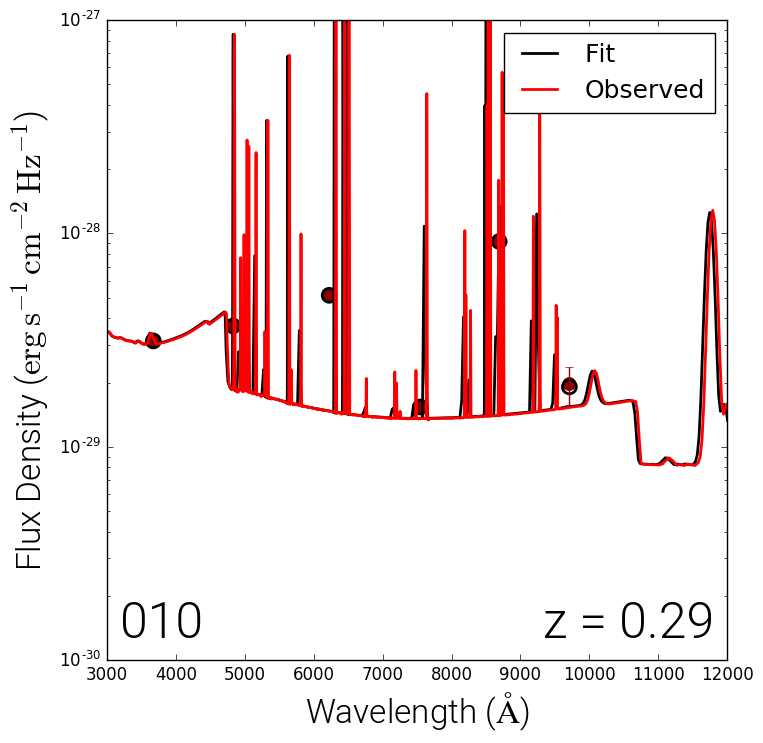 10⁻²⁷
10⁻²⁸
10⁻²⁹
10⁻³⁰
Flux Density (erg s⁻¹ cm⁻² Hz⁻¹)
Fit
Observed
010
z = 0.29
3000 4000 5000 6000 7000 8000 9000 10000 11000 12000
Wavelength (Å)